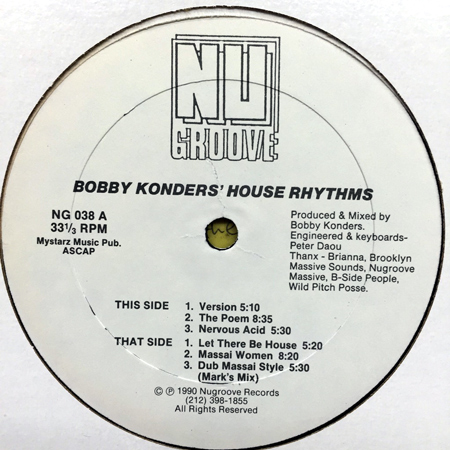 NU
GROOVE
BOBBY KONDERS' HOUSE RHYTHMS
NG 038 A
33 1/3 RPM
Mystarz Music Pub.
ASCAP
Produced & Mixed by
Bobby Konders.
Engineered & keyboards-
Peter Daou
Thanx - Brianna, Brooklyn
Massive Sounds, Nugroove
Massive, B-Side People,
Wild Pitch Posse.
THIS SIDE 1. Version 5:10
2. The Poem 8:35
3. Nervous Acid 5:30
THAT SIDE 1. Let There Be House 5:20
2. Massai Women 8:20
3. Dub Massai Style 5:30
(Mark's Mix)
© ℗ 1990 Nugroove Records
(212) 398-1855
All Rights Reserved